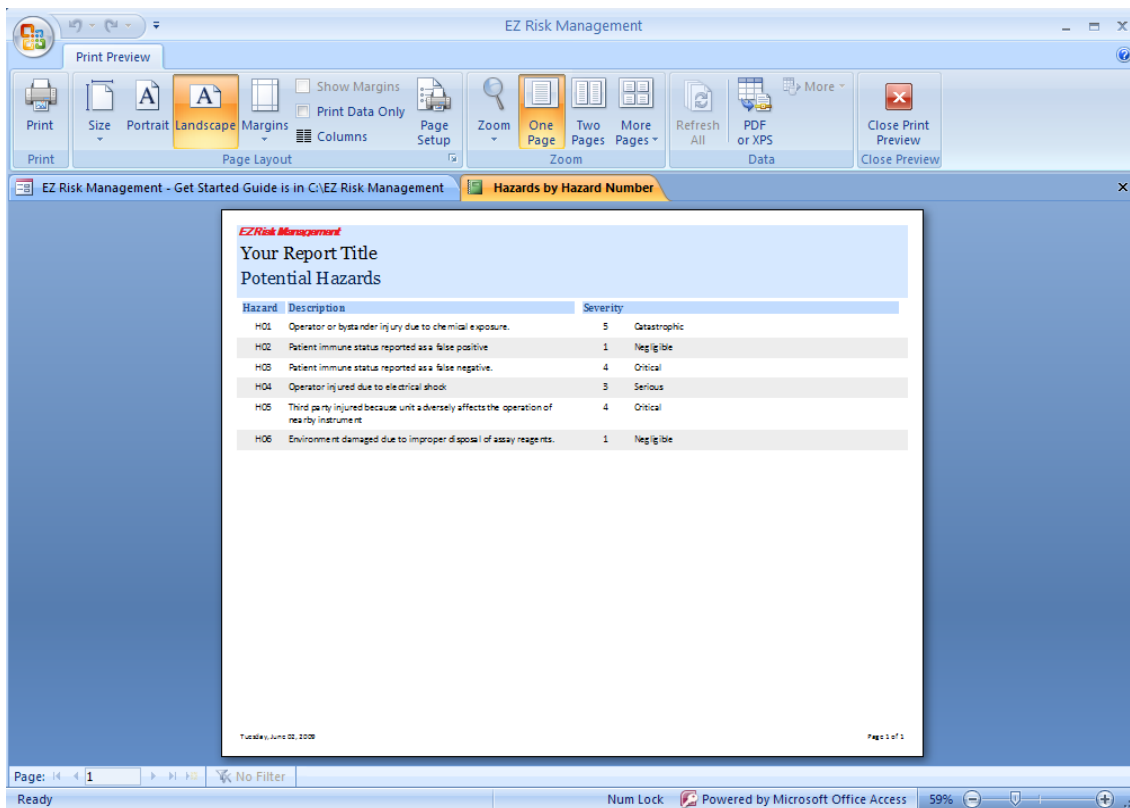 EZ Risk Management
Print Preview
Print
Size
Portrait
Landscape
Margins
Show Margins
Print Data Only
Columns
Page Setup
Zoom
One Page
Two Pages
More Pages
Refresh All
PDF or XPS
More
Close Print Preview
Print
Page Layout
Zoom
Data
Close Preview
EZ Risk Management - Get Started Guide is in C:\EZ Risk Management
Hazards by Hazard Number
EZ Risk Management
Your Report Title
Potential Hazards
Hazard Description Severity
H01 Operator or bystander injury due to chemical exposure. 5 Catastrophic
H02 Patient immune status reported as a false positive 1 Negligible
H03 Patient immune status reported as a false negative. 4 Critical
H04 Operator injured due to electrical shock 3 Serious
H05 Third party injured because unit adversely affects the operation of 4 Critical
nearby instrument
H06 Environment damaged due to improper disposal of assay reagents. 1 Negligible
Tuesday, June 02, 2009 Page 1 of 1
Page: 1 No Filter
Ready Num Lock Powered by Microsoft Office Access 59%